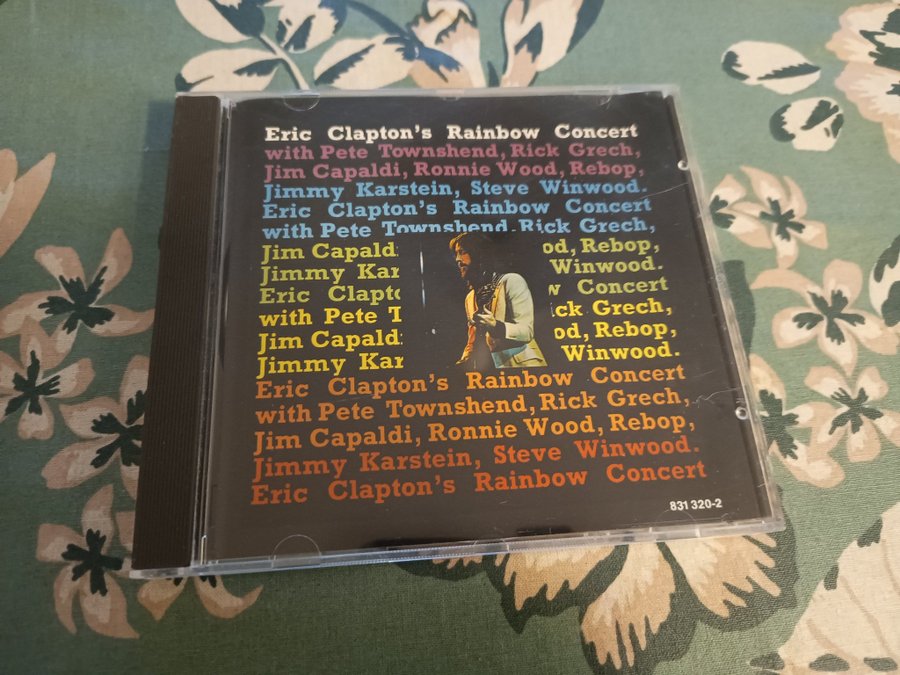 Eric Clapton's Rainbow Concert
with Pete Townshend, Rick Grech,
Jim Capaldi, Ronnie Wood, Rebop,
Jimmy Karstein, Steve Winwood.
Eric Clapton's Rainbow Concert
with Pete Townshend, Rick Grech,
Jim Capaldi od, Rebop,
Jimmy Kar Winwood.
Eric Clapto w Concert
with Pete T ick Grech,
Jim Capaldi od, Rebop,
Jimmy Kar Winwood.
Eric Clapton's Rainbow Concert
with Pete Townshend, Rick Grech,
Jim Capaldi, Ronnie Wood, Rebop,
Jimmy Karstein, Steve Winwood.
Eric Clapton's Rainbow Concert
831 320-2